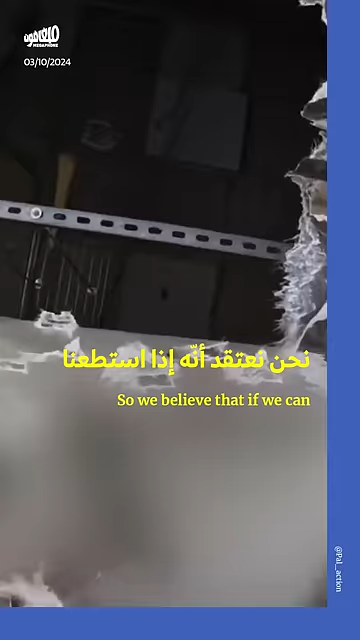 ميغافون
MEGAPHONE
03/10/2024
نحن نعتقد أنّه إذا استطعنا
So we believe that if we can
@Pal_action